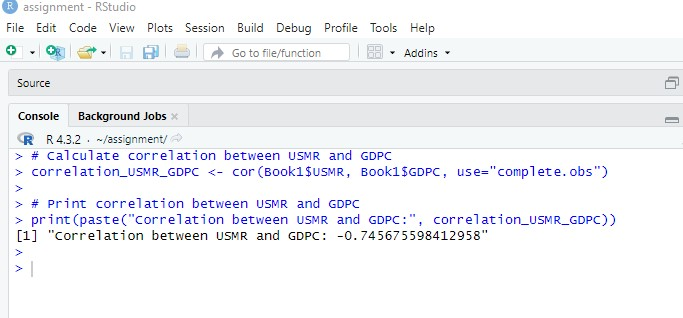 assignment - RStudio
File Edit Code View Plots Session Build Debug Profile Tools Help
Go to file/function Addins
Source
Console Background Jobs
R 4.3.2 · ~/assignment/
> # Calculate correlation between USMR and GDPC
> correlation_USMR_GDPC <- cor(Book1$USMR, Book1$GDPC, use="complete.obs")
>
> # Print correlation between USMR and GDPC
> print(paste("Correlation between USMR and GDPC:", correlation_USMR_GDPC))
[1] "Correlation between USMR and GDPC: -0.745675598412958"
>
>